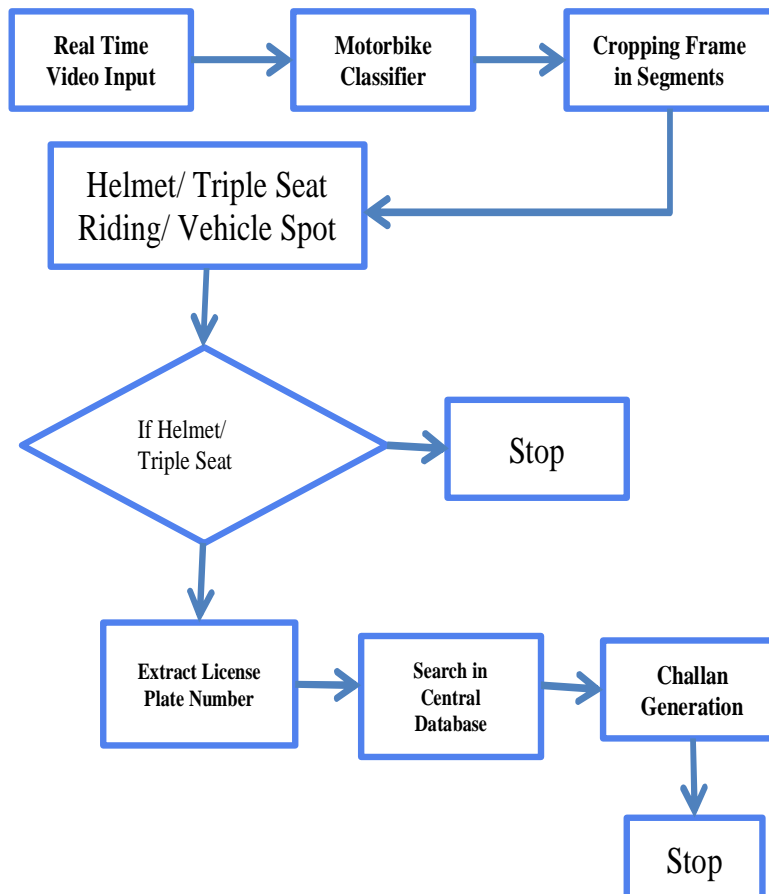 Real Time
Video Input
Motorbike
Classifier
Cropping Frame
in Segments
Helmet/ Triple Seat
Riding/ Vehicle Spot
If Helmet/
Triple Seat
Stop
Extract License
Plate Number
Search in
Central
Database
Challan
Generation
Stop